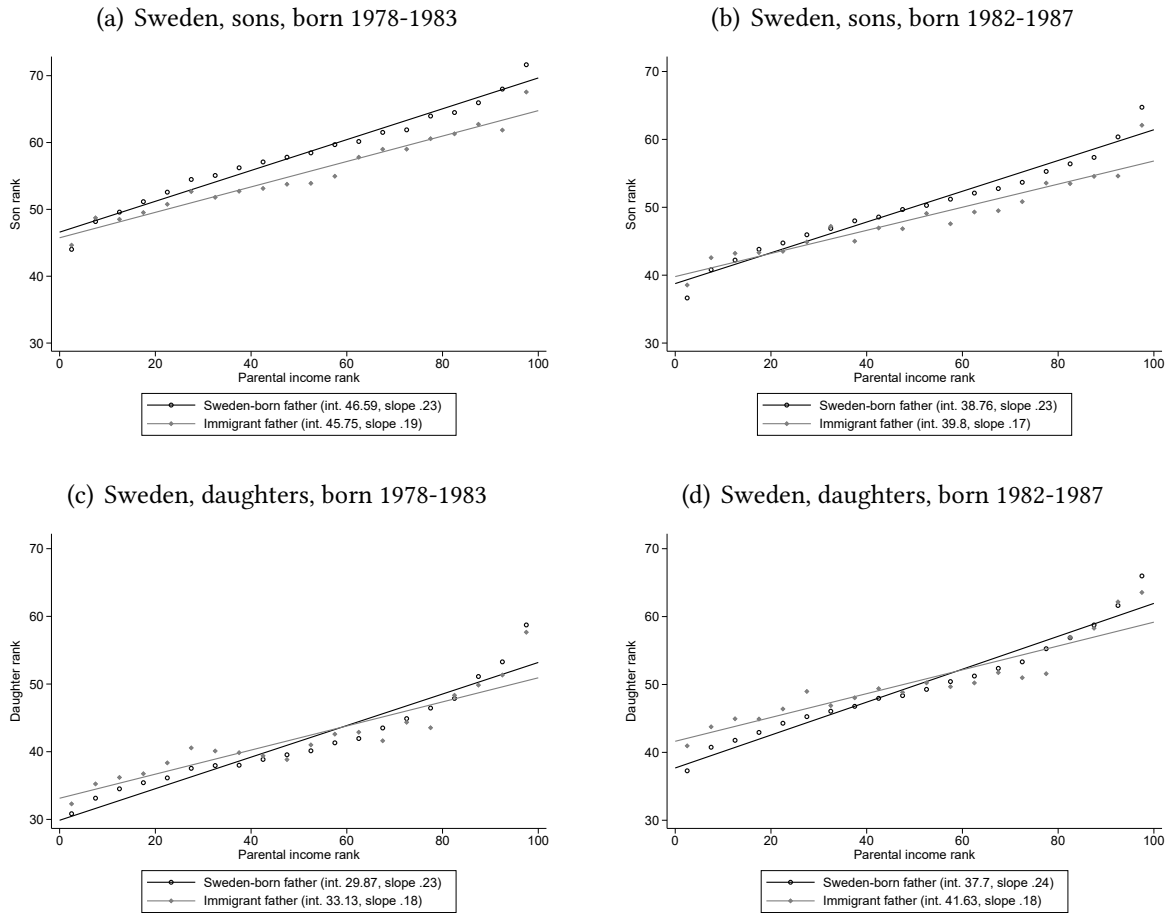 (a) Sweden, sons, born 1978-1983
70
60
50
40
30
Son rank
0 20 40 60 80 100
Parental income rank
Sweden-born father (int. 46.59, slope .23)
Immigrant father (int. 45.75, slope .19)
(b) Sweden, sons, born 1982-1987
70
60
50
40
30
Son rank
0 20 40 60 80 100
Parental income rank
Sweden-born father (int. 38.76, slope .23)
Immigrant father (int. 39.8, slope .17)
(c) Sweden, daughters, born 1978-1983
70
60
50
40
30
Daughter rank
0 20 40 60 80 100
Parental income rank
Sweden-born father (int. 29.87, slope .23)
Immigrant father (int. 33.13, slope .18)
(d) Sweden, daughters, born 1982-1987
70
60
50
40
30
Daughter rank
0 20 40 60 80 100
Parental income rank
Sweden-born father (int. 37.7, slope .24)
Immigrant father (int. 41.63, slope .18)